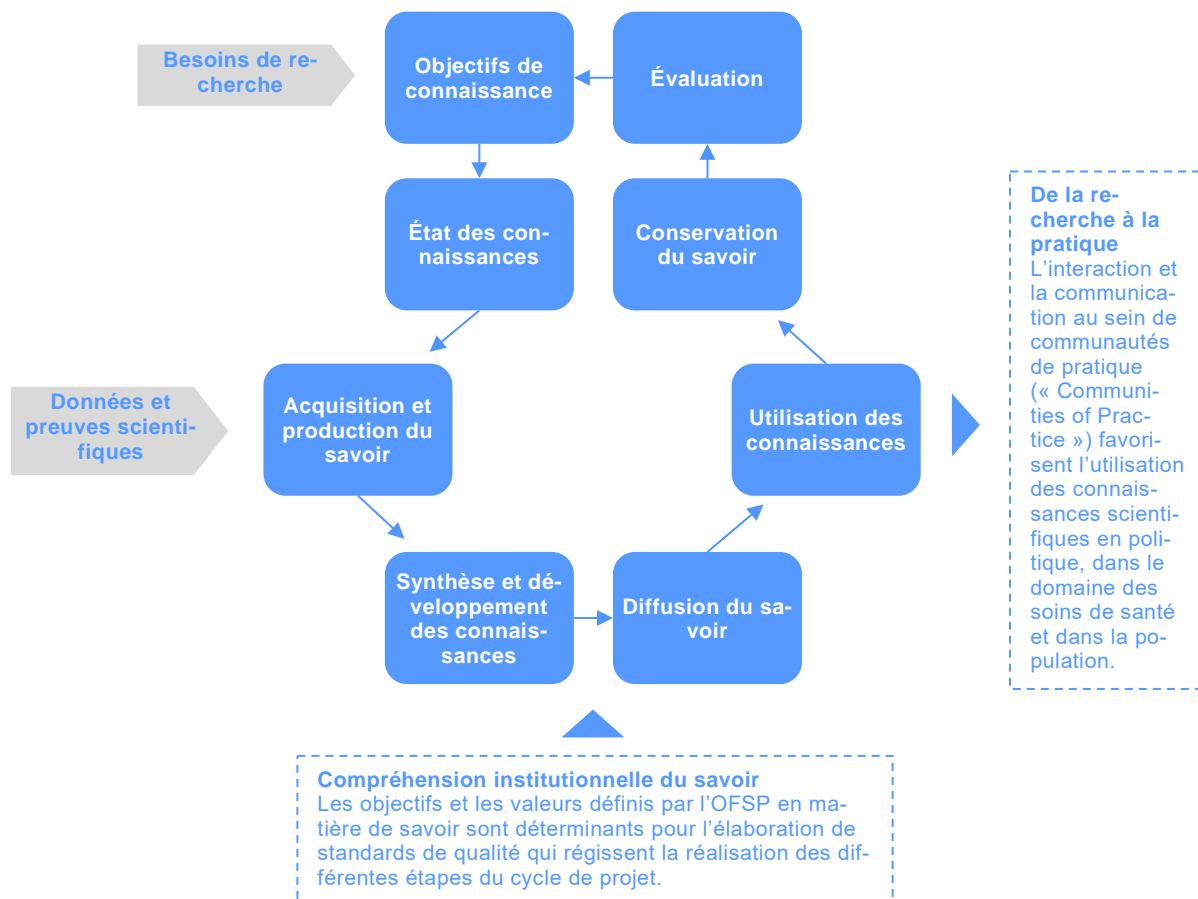 Besoins de re-
cherche
Objectifs de
connaissance
Évaluation
État des con-
naissances
Conservation
du savoir
De la re-
cherche à la
pratique
L’interaction et
la communica-
tion au sein de
communautés
de pratique
(« Communi-
ties of Prac-
tice ») favori-
sent l’utilisation
des connais-
sances scienti-
fiques en poli-
tique, dans le
domaine des
soins de santé
et dans la po-
pulation.
Données et
preuves scienti-
fiques
Acquisition et
production du
savoir
Utilisation des
connaissances
Synthèse et dé-
veloppement
des connais-
sances
Diffusion du sa-
voir
Compréhension institutionnelle du savoir
Les objectifs et les valeurs définis par l’OFSP en ma-
tière de savoir sont déterminants pour l’élaboration de
standards de qualité qui régissent la réalisation des dif-
férentes étapes du cycle de projet.